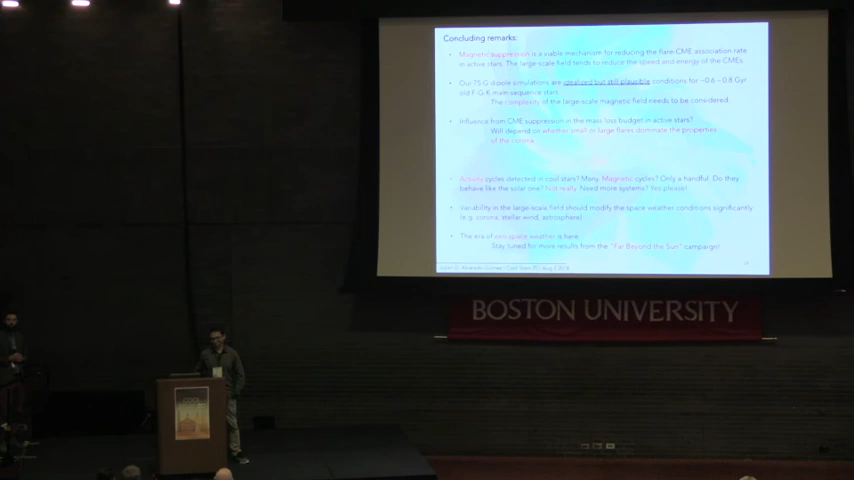 Concluding remarks:
• Magnetic suppression is a viable mechanism for reducing the flare-CME association rate
in active stars. The large-scale field tends to reduce the speed and energy of the CMEs.
• Our 75 G dipole simulations are idealized but still plausible conditions for ~0.6 – 0.8 Gyr
old F-G-K main sequence stars.
The complexity of the large-scale magnetic field needs to be considered.
Influence from CME suppression in the mass loss budget in active stars?
Will depend on whether small or large flares dominate the properties
of the corona.
• Activity cycles detected in cool stars? Many. Magnetic cycles? Only a handful. Do they
behave like the solar one? Not really. Need more systems? Yes please!
• Variability in the large-scale field should modify the space weather conditions significantly
(e.g. corona, stellar wind, astrosphere)
• The era of exo-space weather is here.
Stay tuned for more results from the "Far Beyond the Sun" campaign!
Cool Stars 20 Aug 2018
BOSTON UNIVERSITY